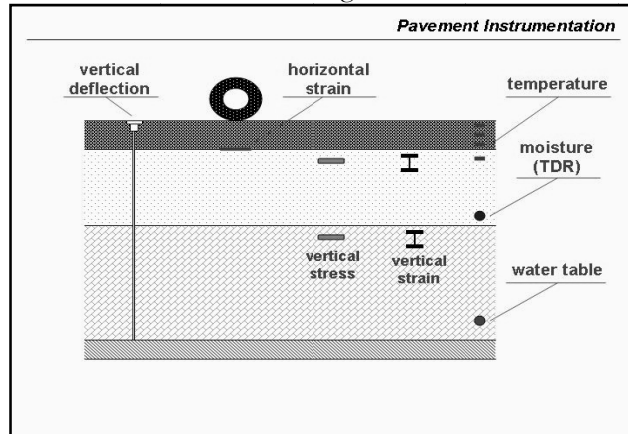 Pavement Instrumentation
vertical
deflection
horizontal
strain
temperature
moisture
(TDR)
vertical
stress
vertical
strain
water table